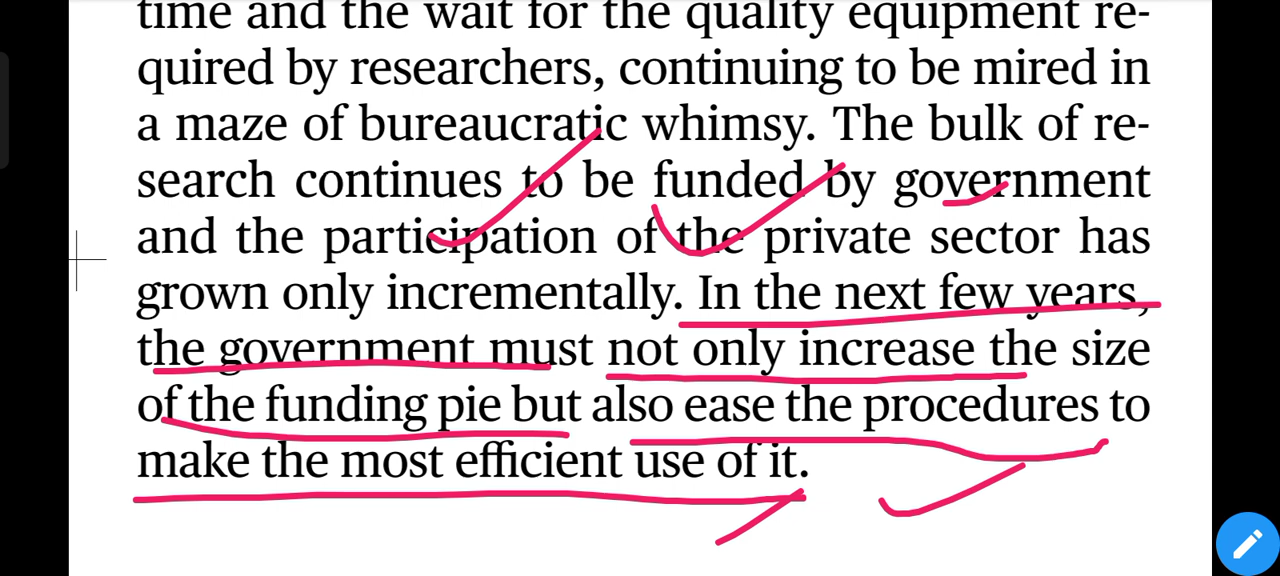 time and the wait for the quality equipment re-
quired by researchers, continuing to be mired in
a maze of bureaucratic whimsy. The bulk of re-
search continues to be funded by government
and the participation of the private sector has
grown only incrementally. In the next few years,
the government must not only increase the size
of the funding pie but also ease the procedures to
make the most efficient use of it.